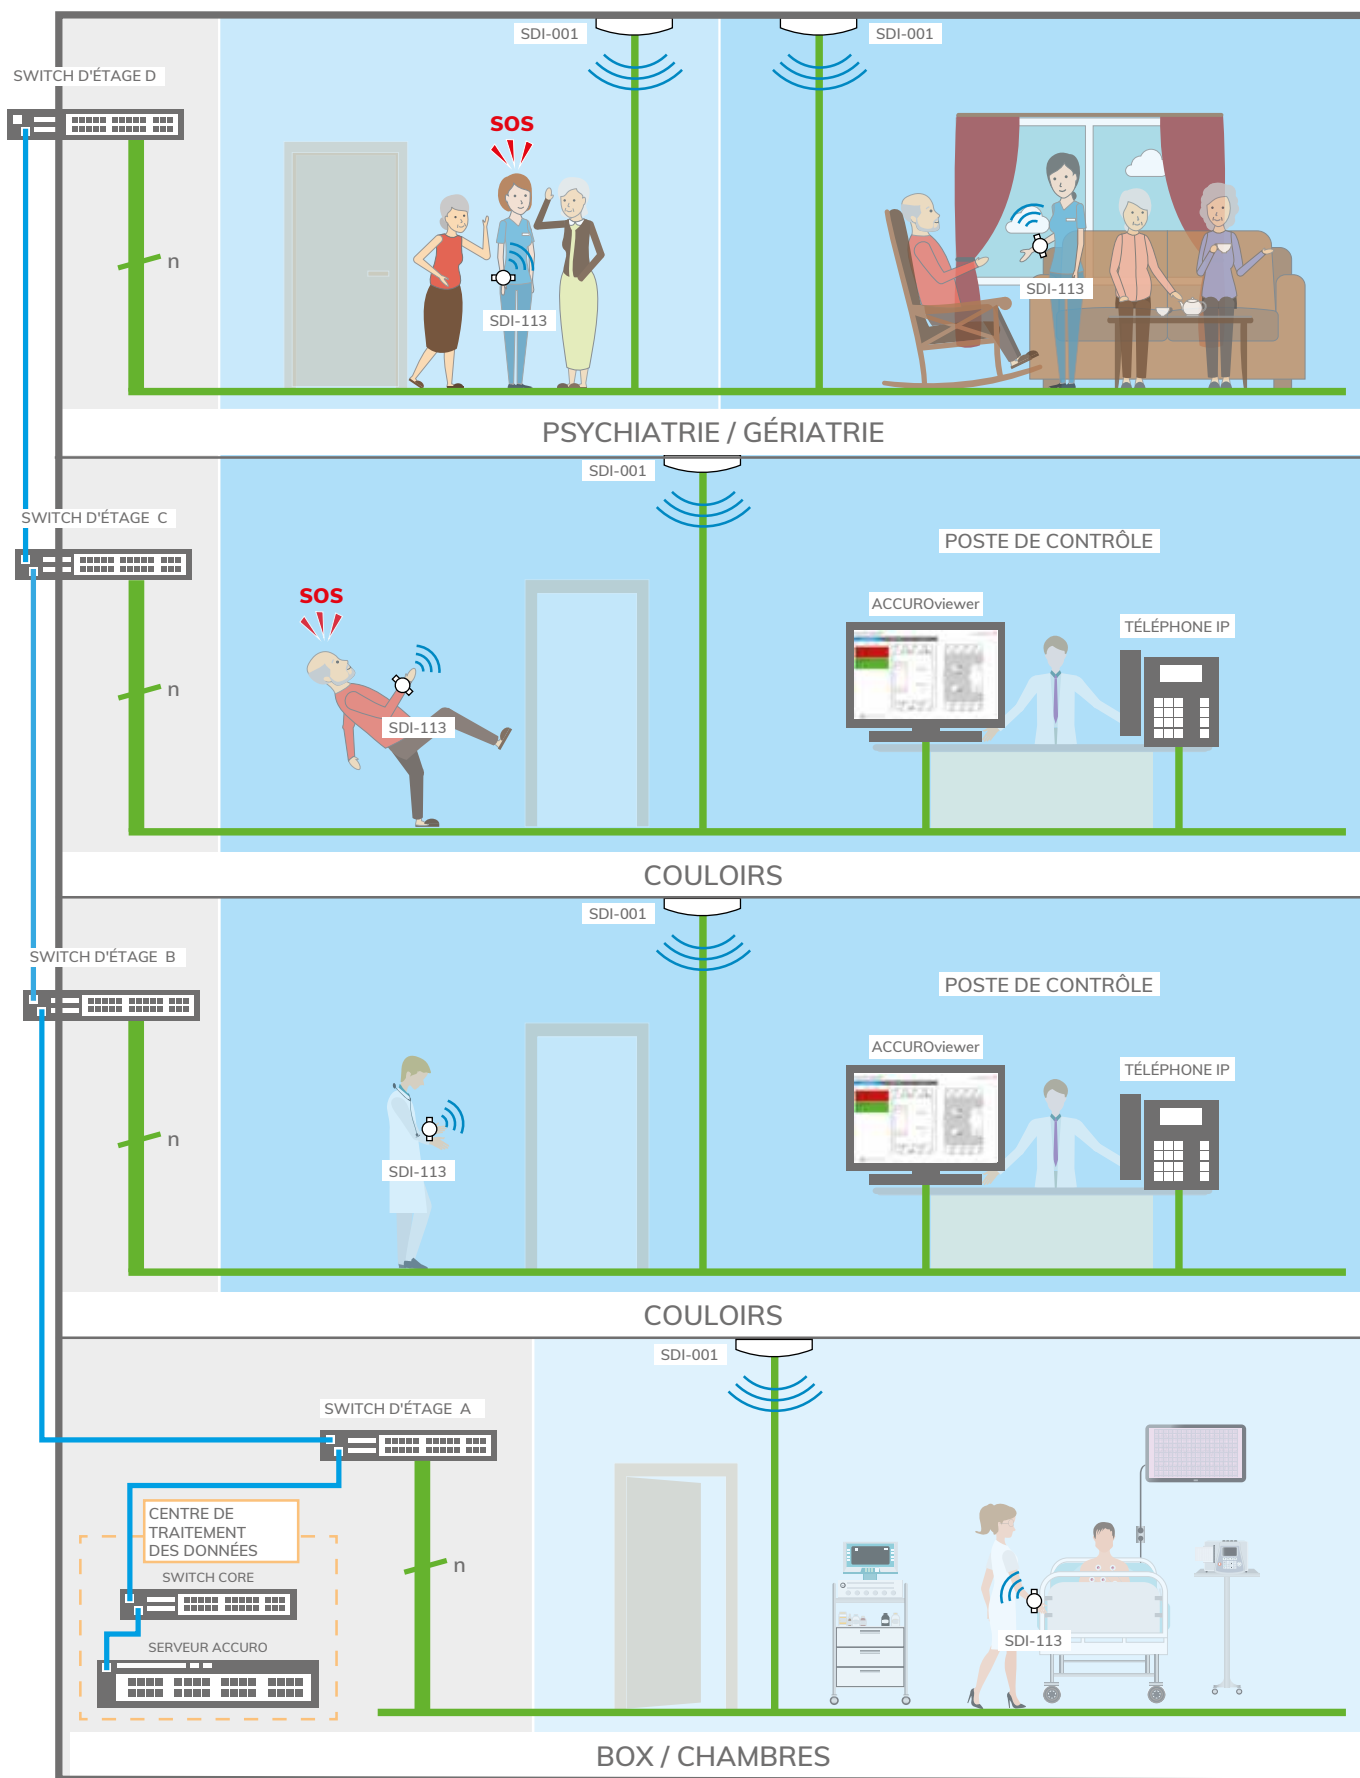 SDI-001
SDI-001
SWITCH D'ÉTAGE D
SOS
n
SDI-113
SDI-113
PSYCHIATRIE / GÉRIATRIE
SDI-001
SWITCH D'ÉTAGE C
POSTE DE CONTRÔLE
SOS
ACCUROviewer
TÉLÉPHONE IP
n
SDI-113
COULOIRS
SDI-001
SWITCH D'ÉTAGE B
POSTE DE CONTRÔLE
ACCUROviewer
TÉLÉPHONE IP
n
SDI-113
COULOIRS
SDI-001
SWITCH D'ÉTAGE A
CENTRE DE
TRAITEMENT
DES DONNÉES
n
SWITCH CORE
SERVEUR ACCURO
SDI-113
BOX / CHAMBRES